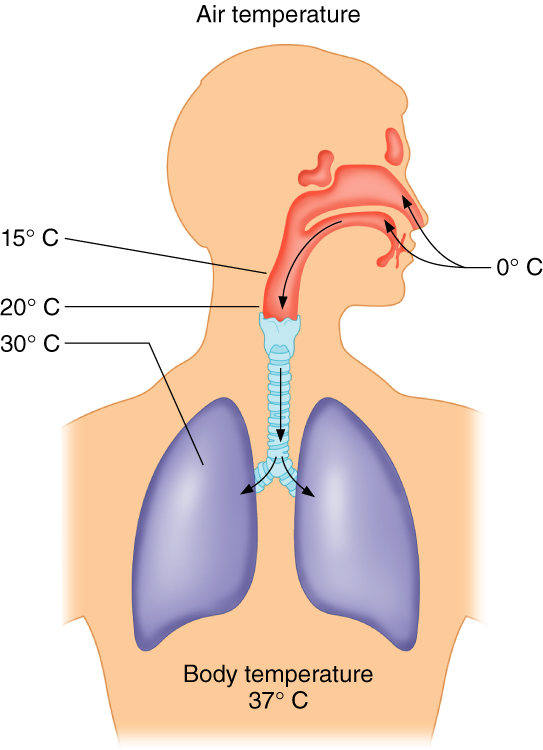 Air temperature
15° C
0° C
20° C
30° C
Body temperature
37° C